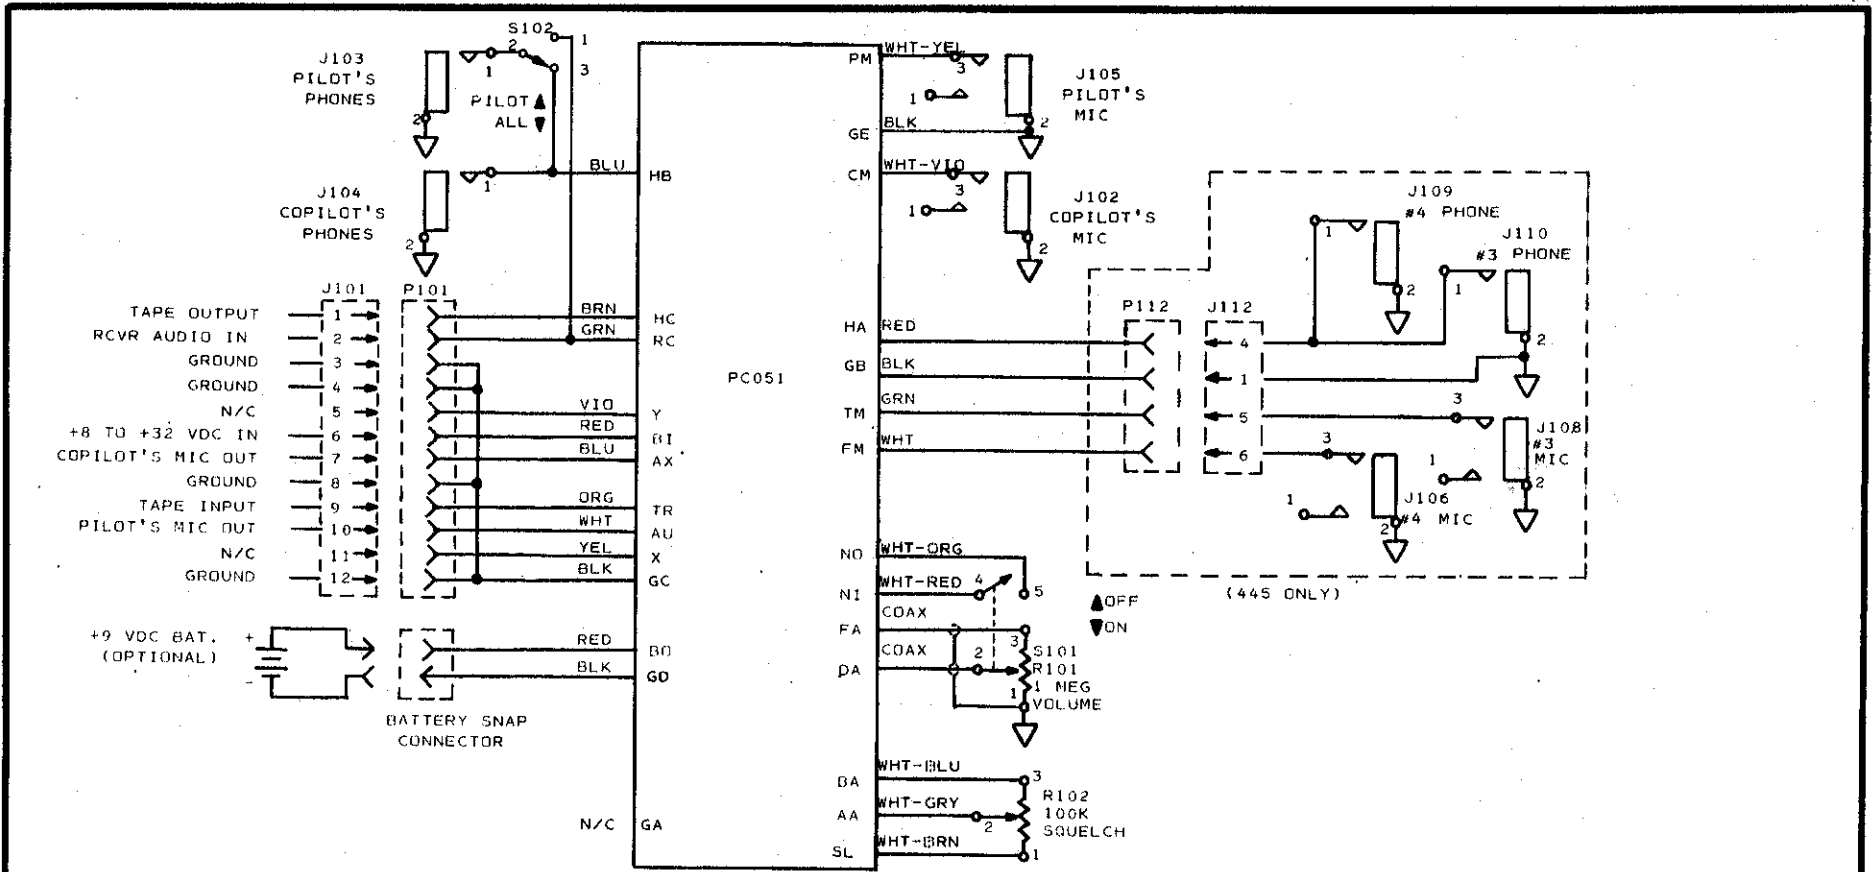 S102
1
2
3
1
J103
PILOT'S
PHONES
2
PILOT
ALL
J104
COPILOT'S
PHONES
1
2
BLU
HB
J101
P101
TAPE OUTPUT
1
BRN
HC
RCVR AUDIO IN
2
GRN
RC
GROUND
3
GROUND
4
N/C
5
VIO
Y
+8 TO +32 VDC IN
6
RED
BI
COPILOT'S MIC OUT
7
BLU
AX
GROUND
8
TAPE INPUT
9
ORG
TR
PILOT'S MIC OUT
10
WHT
AU
N/C
11
YEL
X
GROUND
12
BLK
GC
+9 VDC BAT.
(OPTIONAL)
+
-
RED
BO
BLK
GD
BATTERY SNAP
CONNECTOR
N/C
GA
PC051
PM
WHT-YEL
3
1
J105
PILOT'S
MIC
2
GE
BLK
CM
WHT-VIO
3
1
J102
COPILOT'S
MIC
2
HA
RED
GB
BLK
TM
GRN
FM
WHT
P112
J112
4
1
5
6
J109
#4 PHONE
1
2
J110
#3 PHONE
1
2
3
J108
#3
MIC
1
2
3
J106
#4 MIC
1
2
(445 ONLY)
NO
WHT-ORG
NI
WHT-RED
4
5
OFF
ON
COAX
FA
3
COAX
DA
2
S101
R101
1 MEG
VOLUME
1
BA
WHT-BLU
3
AA
WHT-GRY
2
R102
100K
SQUELCH
SL
WHT-BRN
1